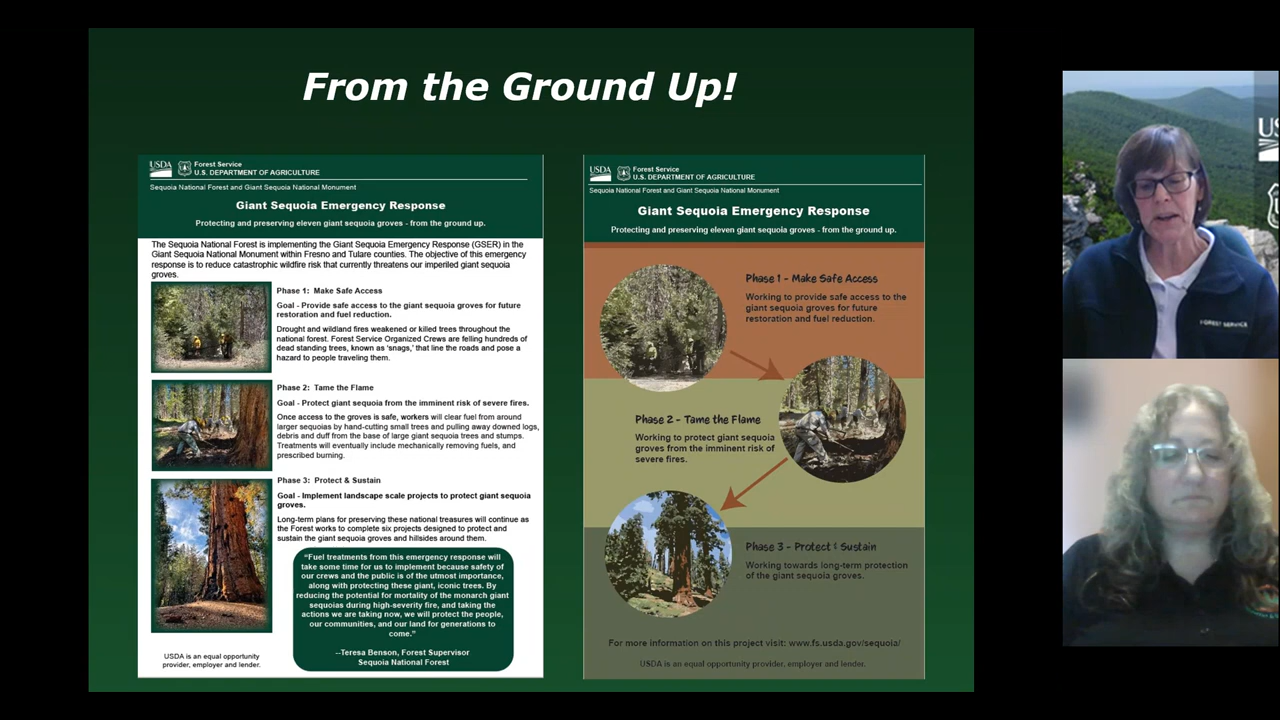 From the Ground Up!
USDA
Forest Service
U.S. DEPARTMENT OF AGRICULTURE
Sequoia National Forest and Giant Sequoia National Monument
Giant Sequoia Emergency Response
Protecting and preserving eleven giant sequoia groves - from the ground up.
The Sequoia National Forest is implementing the Giant Sequoia Emergency Response (GSER) in the
Giant Sequoia National Monument within Fresno and Tulare counties. The objective of this emergency
response is to reduce catastrophic wildfire risk that currently threatens our imperiled giant sequoia
groves.
Phase 1: Make Safe Access
Goal - Provide safe access to the giant sequoia groves for future
restoration and fuel reduction.
Drought and wildland fires weakened or killed trees throughout the
national forest. Forest Service Organized Crews are felling hundreds of
dead standing trees, known as 'snags,' that line the roads and pose a
hazard to people traveling them.
Phase 2: Tame the Flame
Goal - Protect giant sequoia from the imminent risk of severe fires.
Once access to the groves is safe, workers will clear fuel from around
larger sequoias by hand-cutting small trees and pulling away downed logs,
debris and duff from the base of large giant sequoia trees and stumps.
Treatments will eventually include mechanically removing fuels, and
prescribed burning.
Phase 3: Protect & Sustain
Goal - Implement landscape scale projects to protect giant sequoia
groves.
Long-term plans for preserving these national treasures will continue as
the Forest works to complete six projects designed to protect and
sustain the giant sequoia groves and hillsides around them.
"Fuel treatments from this emergency response will
take some time for us to implement because safety of
our crews and the public is of the utmost importance,
along with protecting these giant, iconic trees. By
reducing the potential for mortality of the monarch giant
sequoias during high-severity fire, and taking the
actions we are taking now, we will protect the people,
our communities, and our land for generations to
come."
--Teresa Benson, Forest Supervisor
Sequoia National Forest
USDA is an equal opportunity
provider, employer and lender.
USDA
Forest Service
U.S. DEPARTMENT OF AGRICULTURE
Sequoia National Forest and Giant Sequoia National Monument
Giant Sequoia Emergency Response
Protecting and preserving eleven giant sequoia groves - from the ground up.
Phase 1 - Make Safe Access
Working to provide safe access to the
giant sequoia groves for future
restoration and fuel reduction.
Phase 2 - Tame the Flame
Working to protect giant sequoia
groves from the imminent risk of
severe fires.
Phase 3 - Protect & Sustain
Working towards long-term protection
of the giant sequoia groves.
For more information on this project visit: www.fs.usda.gov/sequoia/
USDA is an equal opportunity provider, employer and lender.
US
FOREST SERVICE